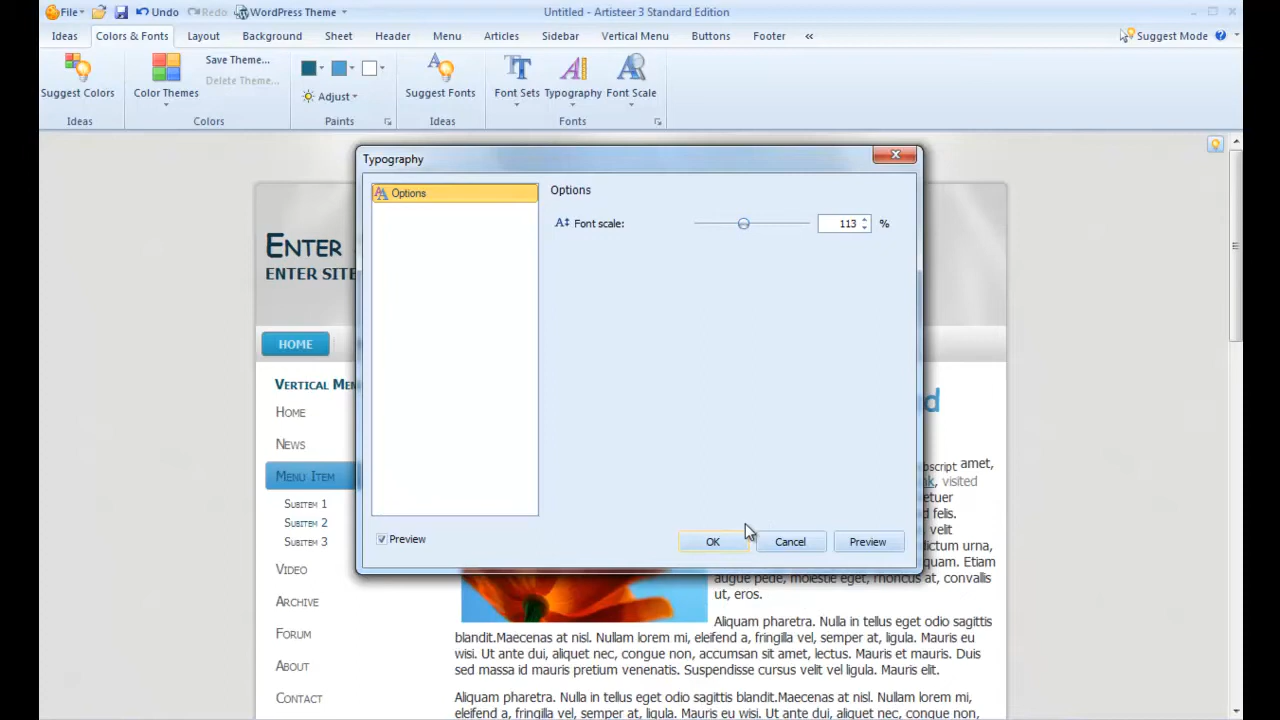 File Undo Redo WordPress Theme Untitled - Artisteer 3 Standard Edition
Ideas Colors & Fonts Layout Background Sheet Header Menu Articles Sidebar Vertical Menu Buttons Footer « Suggest Mode
Suggest Colors
Color Themes
Save Theme...
Delete Theme...
Adjust
Suggest Fonts
Font Sets
Typography
Font Scale
Ideas Colors Paints Ideas Fonts
Typography
Options
Options
Font scale: 113 %
Preview OK Cancel Preview
ENTER
ENTER SITE
HOME
VERTICAL MEN
HOME
NEWS
MENU ITEM
SUBITEM 1
SUBITEM 2
SUBITEM 3
VIDEO
ARCHIVE
FORUM
ABOUT
CONTACT
d
bscript amet,
nk, visited
etuer
d felis.
velit
dictum urna,
quam. Etiam
augue pede, molestie eget, rhoncus at, convallis
ut, eros.
Aliquam pharetra. Nulla in tellus eget odio sagittis
blandit.Maecenas at nisl. Nullam lorem mi, eleifend a, fringilla vel, semper at, ligula. Mauris eu
wisi. Ut ante dui, aliquet nec, congue non, accumsan sit amet, lectus. Mauris et mauris. Duis
sed massa id mauris pretium venenatis. Suspendisse cursus velit vel ligula. Mauris elit.
Aliquam pharetra. Nulla in tellus eget odio sagittis blandit.Maecenas at nisl. Nullam lorem mi,
eleifend a, fringilla vel, semper at, ligula. Mauris eu wisi. Ut ante dui, aliquet nec, congue non,